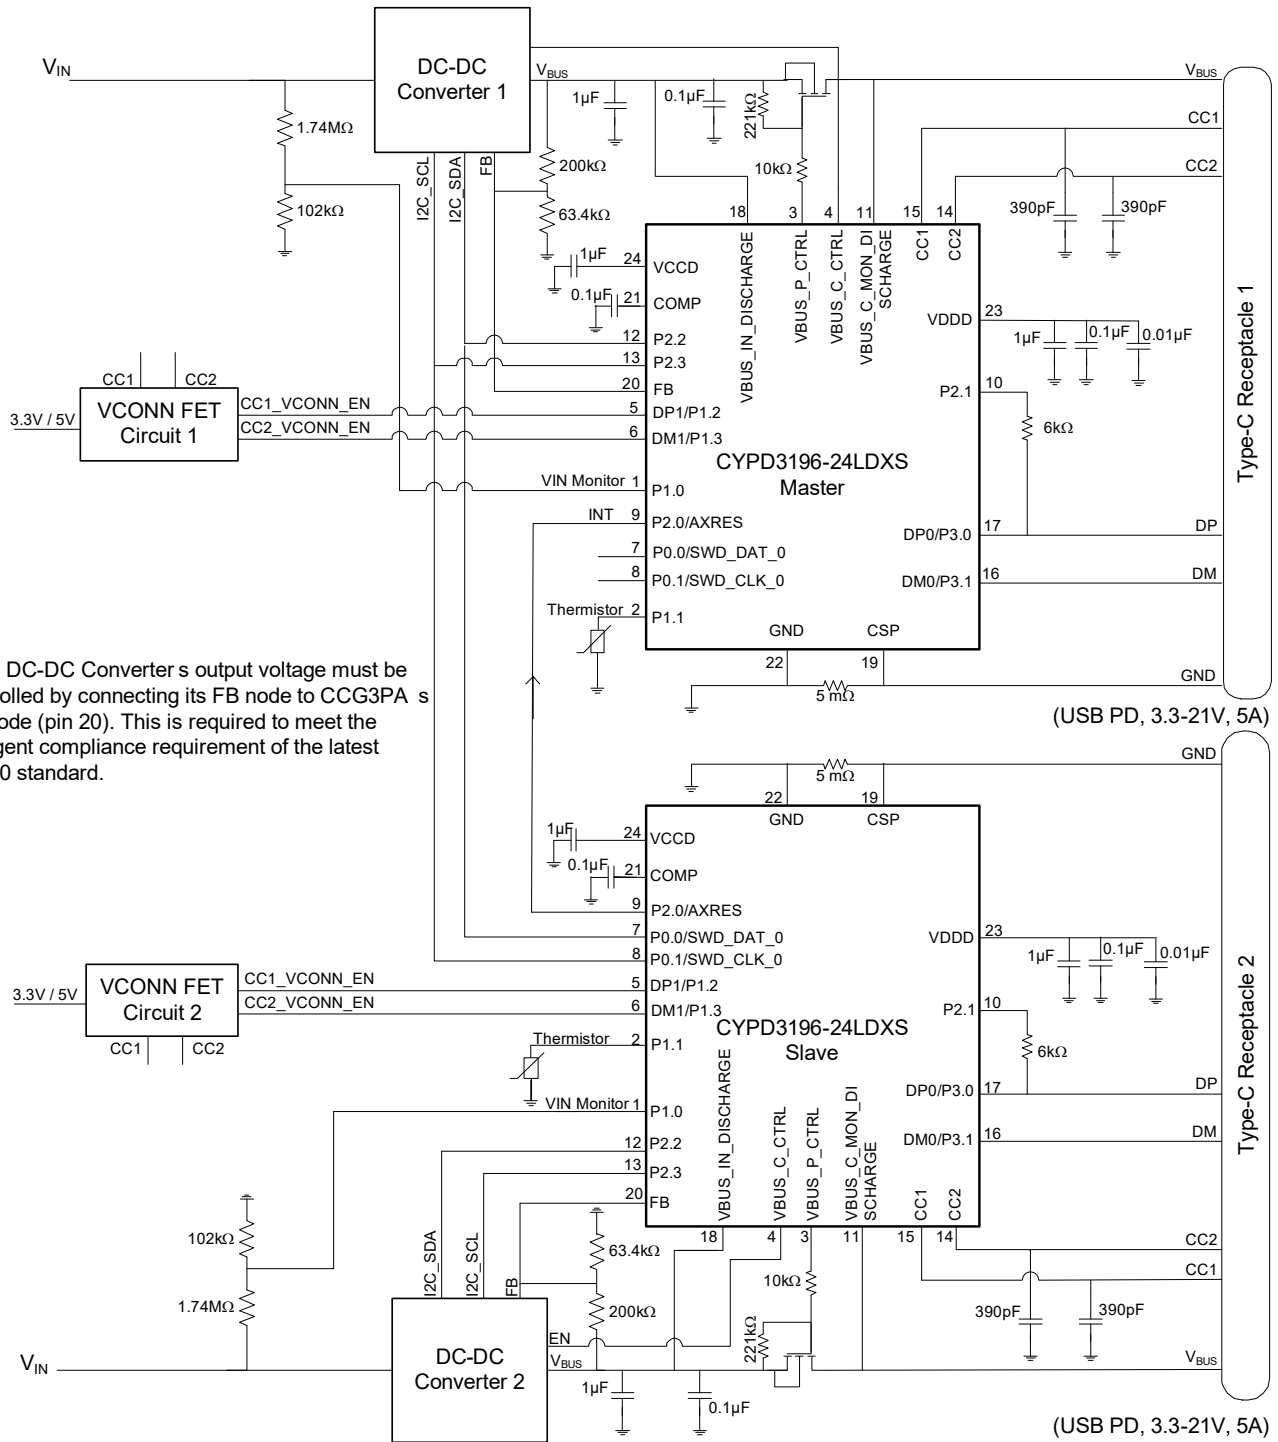 DC-DC
Converter 1
VIN
VBUS
VBUS
1.74MΩ
102kΩ
I2C_SCL
I2C_SDA
FB
200kΩ
63.4kΩ
1µF
0.1µF
221kΩ
10kΩ
CC1
CC2
390pF
390pF
18
3
4
11
15
14
VBUS_IN_DISCHARGE
VBUS_P_CTRL
VBUS_C_CTRL
VBUS_C_MON_DI
SCHARGE
CC1
CC2
1µF
24
VCCD
0.1µF
21
COMP
12
P2.2
13
P2.3
20
FB
VDDD
23
1µF
0.1µF
0.01µF
P2.1
10
6kΩ
CC1
CC2
3.3V / 5V
VCONN FET
Circuit 1
CC1_VCONN_EN
5
DP1/P1.2
CC2_VCONN_EN
6
DM1/P1.3
CYPD3196-24LDXS
Master
VIN Monitor
1
P1.0
INT
9
P2.0/AXRES
7
P0.0/SWD_DAT_0
8
P0.1/SWD_CLK_0
Thermistor
2
P1.1
DP0/P3.0
17
DP
DM0/P3.1
16
DM
GND
CSP
22
19
5 mΩ
GND
Type-C Receptacle 1
(USB PD, 3.3-21V, 5A)
DC-DC Converter s output voltage must be
olled by connecting its FB node to CCG3PA s
ode (pin 20). This is required to meet the
gent compliance requirement of the latest
0 standard.
GND
5 mΩ
22
19
GND
CSP
1µF
24
VCCD
0.1µF
21
COMP
9
P2.0/AXRES
7
P0.0/SWD_DAT_0
8
P0.1/SWD_CLK_0
VDDD
23
1µF
0.1µF
0.01µF
3.3V / 5V
VCONN FET
Circuit 2
CC1
CC2
CC1_VCONN_EN
5
DP1/P1.2
CC2_VCONN_EN
6
DM1/P1.3
P2.1
10
6kΩ
CYPD3196-24LDXS
Slave
Thermistor
2
P1.1
VIN Monitor
1
P1.0
12
P2.2
13
P2.3
20
FB
DP0/P3.0
17
DP
DM0/P3.1
16
DM
VBUS_IN_DISCHARGE
VBUS_C_CTRL
VBUS_P_CTRL
VBUS_C_MON_DI
SCHARGE
CC1
CC2
18
4
3
11
15
14
CC2
CC1
390pF
390pF
102kΩ
1.74MΩ
I2C_SDA
I2C_SCL
FB
63.4kΩ
200kΩ
10kΩ
221kΩ
EN
VIN
DC-DC
Converter 2
VBUS
1µF
0.1µF
VBUS
Type-C Receptacle 2
(USB PD, 3.3-21V, 5A)